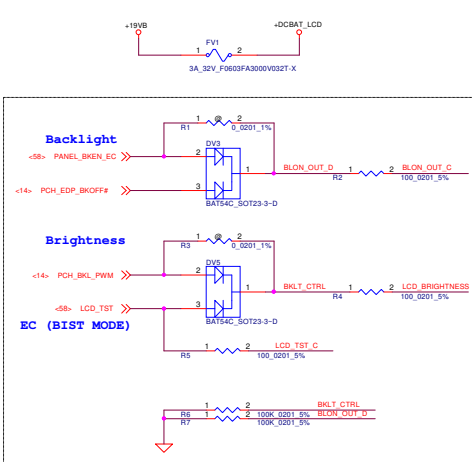 +19VB +DCBAT_LCD
FV1
1 2
3A_32V_F0603FA3000V032T-X
Backlight
1 @ 2
R1 0_0201_1%
DV3
<58> PANEL_BKEN_EC 2
1 BLON_OUT_D 1 2 BLON_OUT_C
R2 100_0201_5%
<14> PCH_EDP_BKOFF# 3
BAT54C_SOT23-3-D
Brightness
1 @ 2
R3 0_0201_1%
DV5
<14> PCH_BKL_PWM 2
1 BKLT_CTRL 1 2 LCD_BRIGHTNESS
R4 100_0201_5%
<58> LCD_TST 3
BAT54C_SOT23-3-D
EC (BIST MODE)
1 2 LCD_TST_C
R5 100_0201_5%
1 2 BKLT_CTRL
R6 1 2 100K_0201_5% BLON_OUT_D
R7 100K_0201_5%